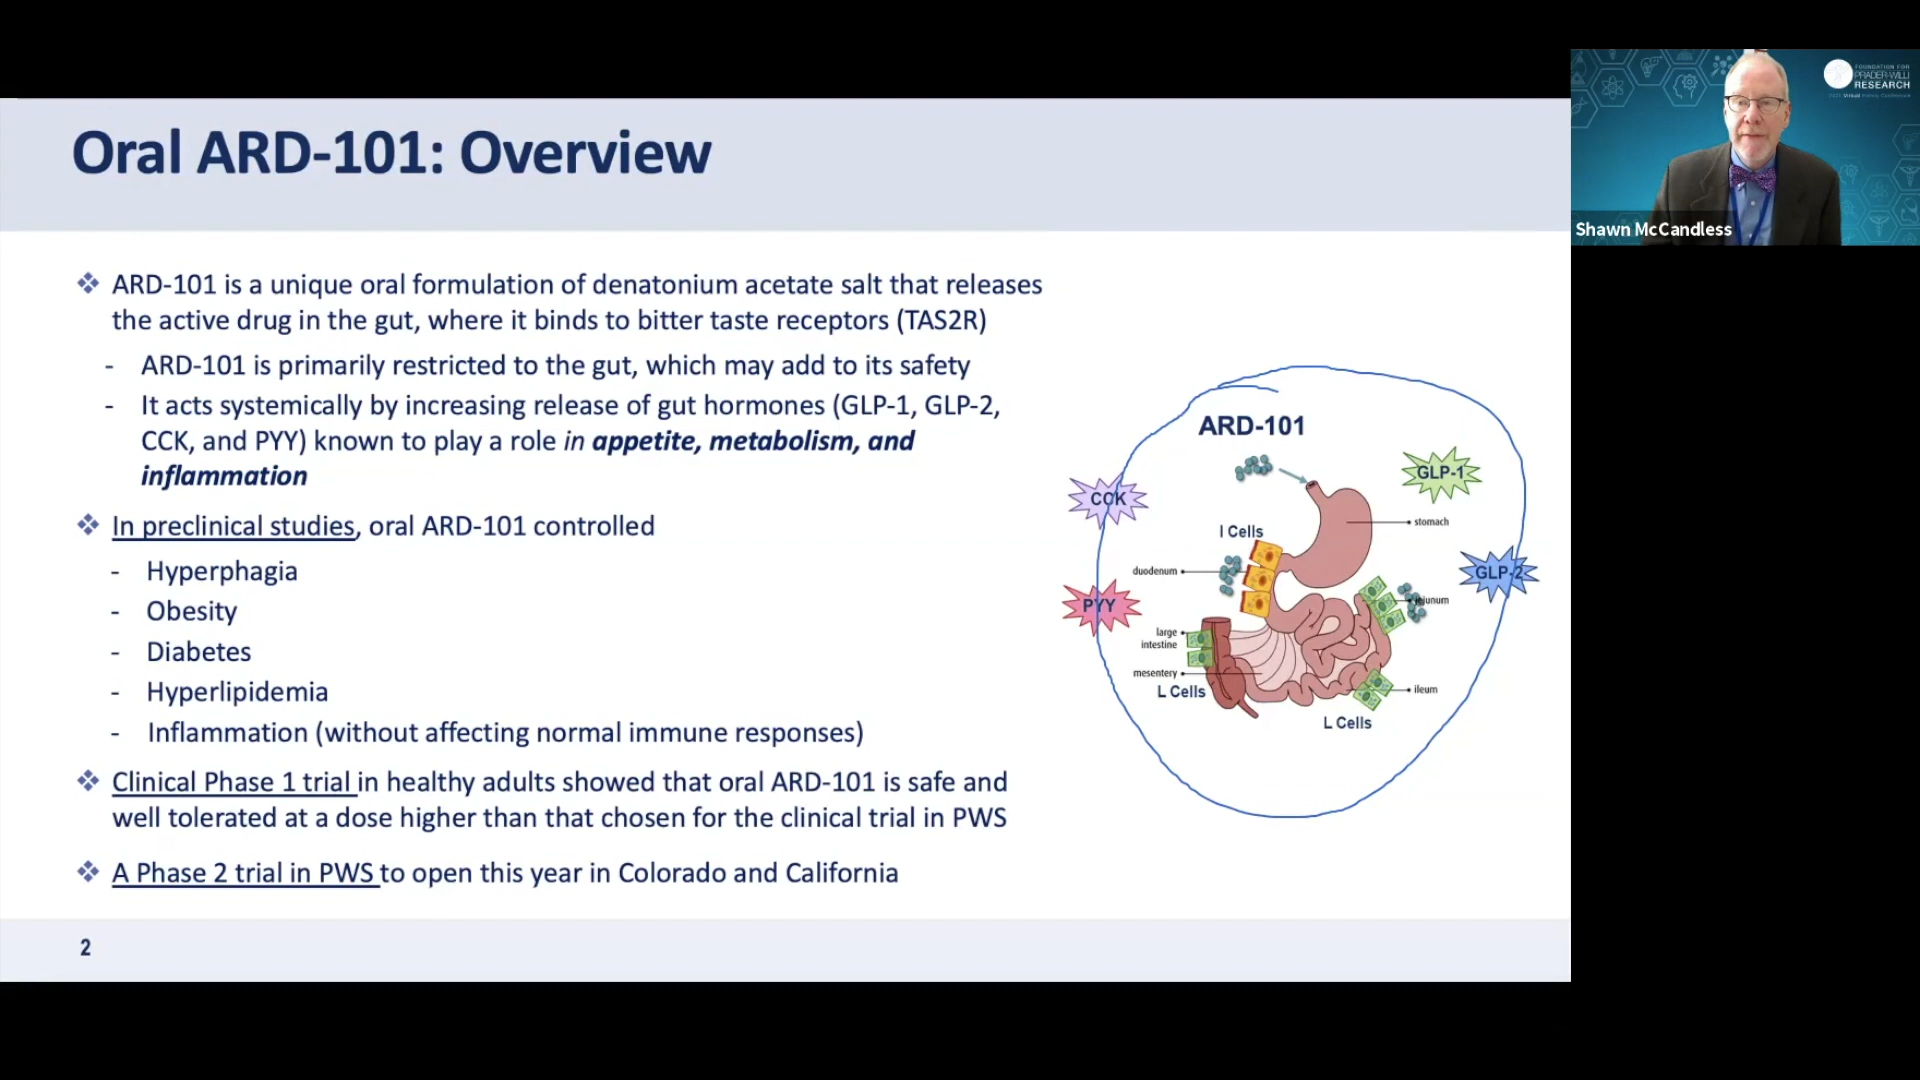 Oral ARD-101: Overview
❖ ARD-101 is a unique oral formulation of denatonium acetate salt that releases
the active drug in the gut, where it binds to bitter taste receptors (TAS2R)
- ARD-101 is primarily restricted to the gut, which may add to its safety
- It acts systemically by increasing release of gut hormones (GLP-1, GLP-2,
CCK, and PYY) known to play a role in appetite, metabolism, and
inflammation
❖ In preclinical studies, oral ARD-101 controlled
- Hyperphagia
- Obesity
- Diabetes
- Hyperlipidemia
- Inflammation (without affecting normal immune responses)
❖ Clinical Phase 1 trial in healthy adults showed that oral ARD-101 is safe and
well tolerated at a dose higher than that chosen for the clinical trial in PWS
❖ A Phase 2 trial in PWS to open this year in Colorado and California
2
ARD-101
GLP-1
CCK
stomach
I Cells
duodenum
GLP-2
PYY
jejunum
large
intestine
mesentery
L Cells
ileum
L Cells
FOUNDATION FOR
PRADER-WILLI
RESEARCH
Shawn McCandless